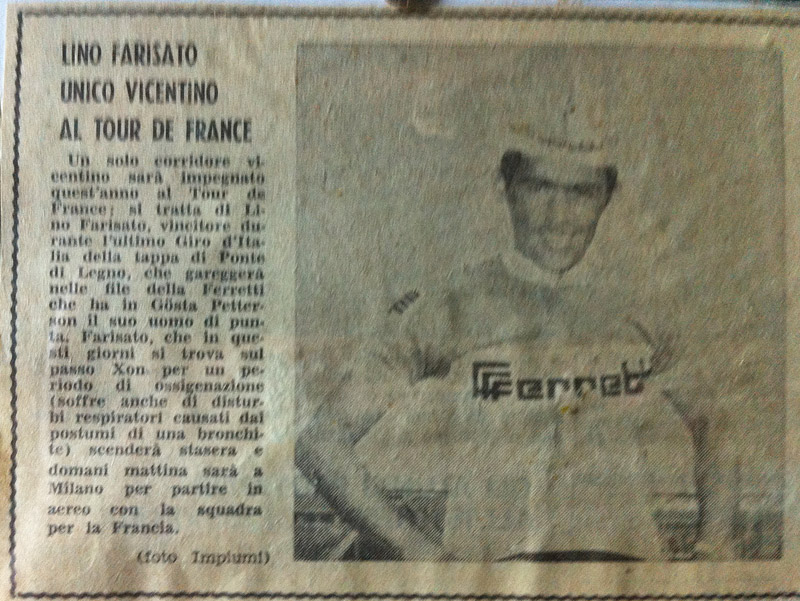 LINO FARISATO
UNICO VICENTINO
AL TOUR DE FRANCE
Un solo corridore vi-
centino sarà impegnato
quest'anno al Tour de
France; si tratta di Li-
no Farisato, vincitore du-
rante l'ultimo Giro d'Ita-
lia della tappa di Ponte
di Legno, che gareggerà
nelle file della Ferretti
che ha in Gösta Petter-
son il suo uomo di pun-
ta. Farisato, che in que-
sti giorni si trova sul
passo Xon per un pe-
riodo di ossigenazione
(soffre anche di distur-
bi respiratori causati dai
postumi di una bronchi-
te) scenderà stasera e
domani mattina sarà a
Milano per partire in
aereo con la squadra
per la Francia.
(foto Impiumi)
Ferreti